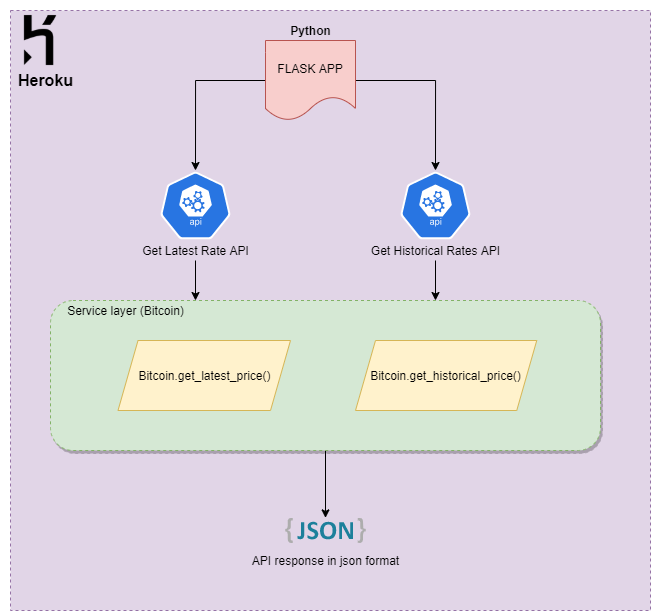 Python
Heroku
FLASK APP
api
api
Get Latest Rate API
Get Historical Rates API
Service layer (Bitcoin)
Bitcoin.get_latest_price()
Bitcoin.get_historical_price()
{JSON}
API response in json format